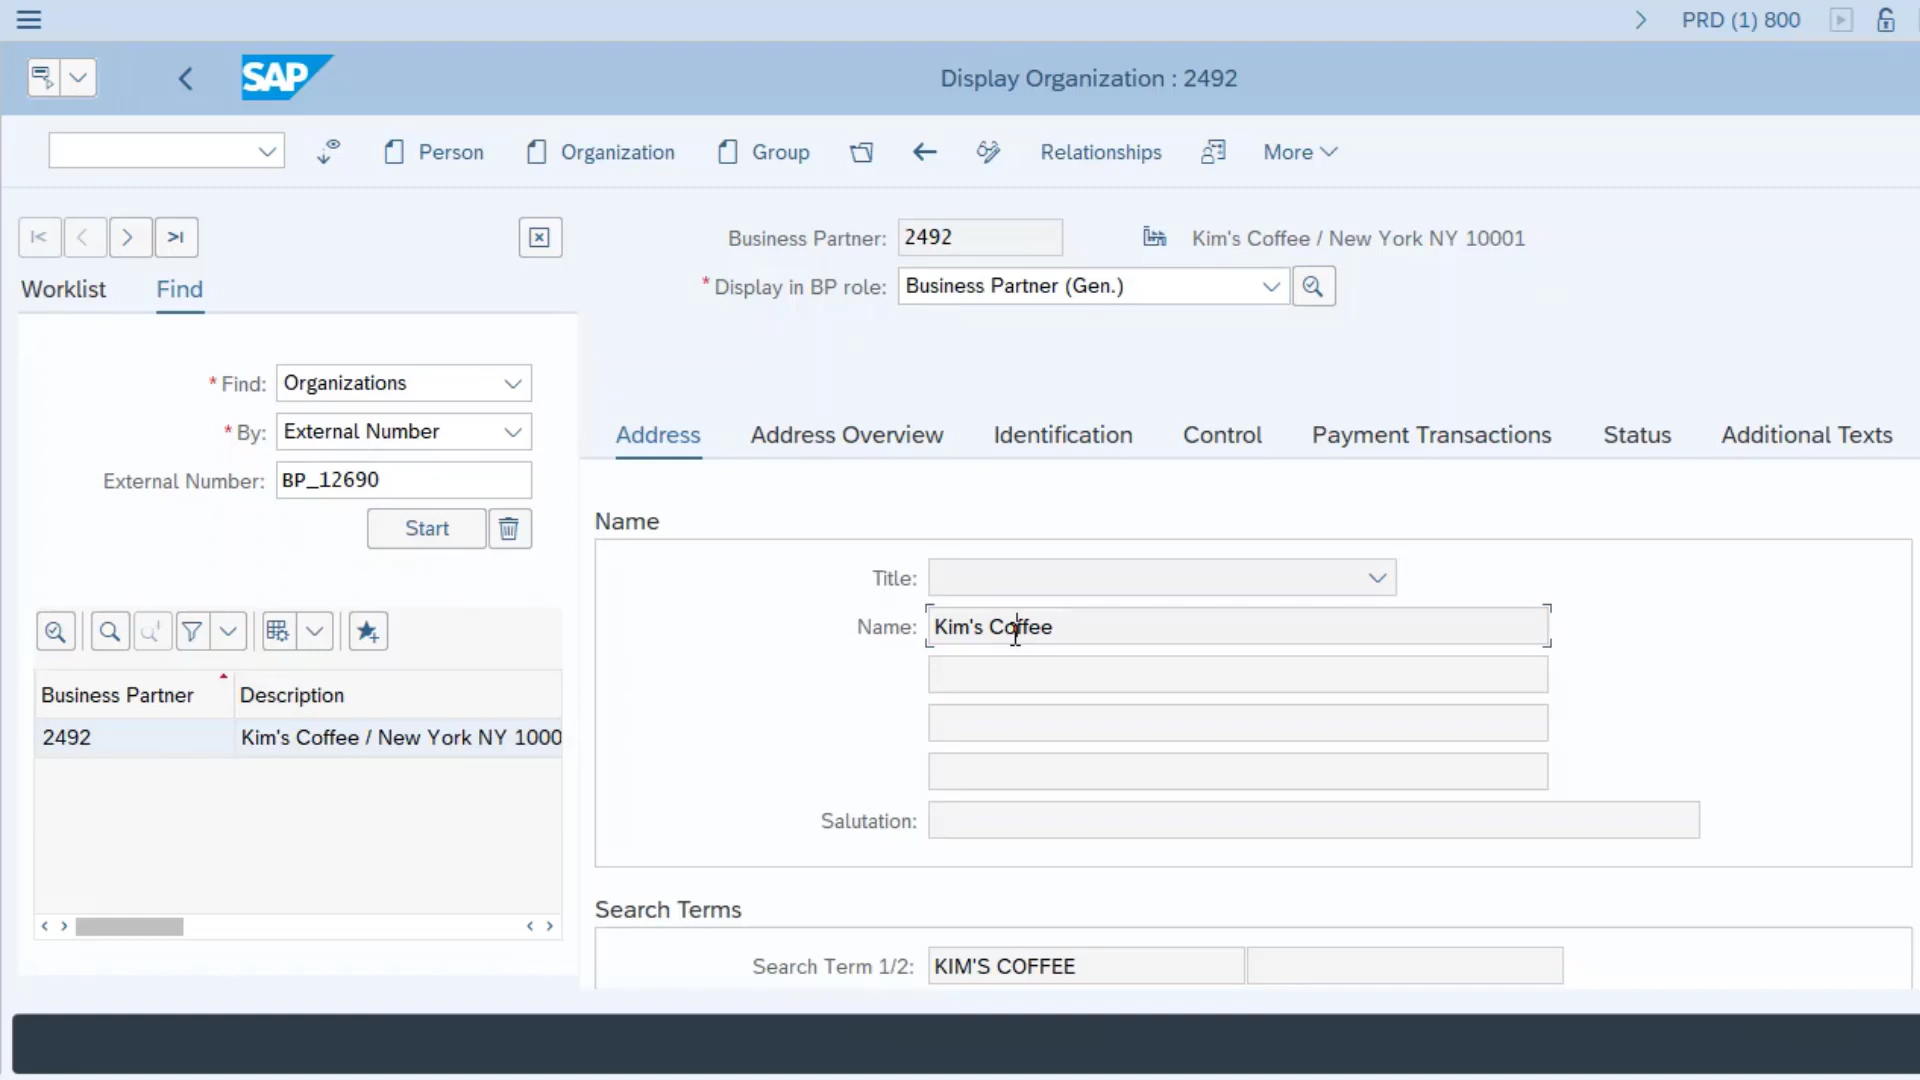 PRD (1) 800
SAP
Display Organization : 2492
Person
Organization
Group
Relationships
More
Worklist
Find
Business Partner:
2492
Kim's Coffee / New York NY 10001
* Display in BP role:
Business Partner (Gen.)
* Find:
Organizations
* By:
External Number
External Number:
BP_12690
Start
Business Partner
Description
2492
Kim's Coffee / New York NY 1000
Address
Address Overview
Identification
Control
Payment Transactions
Status
Additional Texts
Name
Title:
Name:
Kim's Coffee
Salutation:
Search Terms
Search Term 1/2:
KIM'S COFFEE